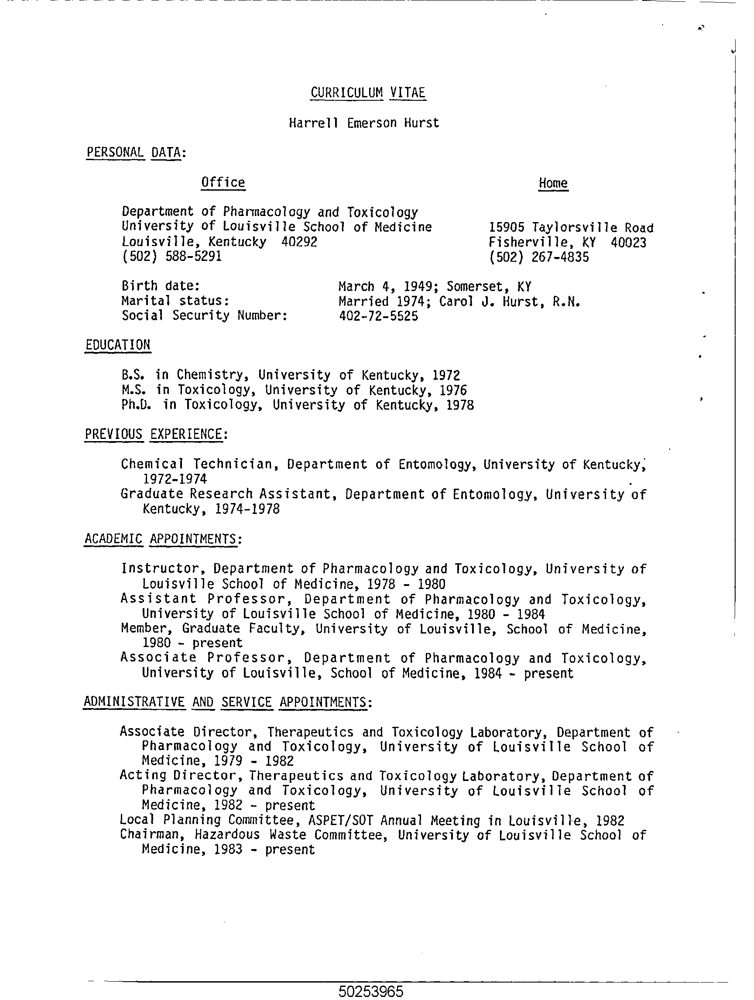 CURRICULUM VITAE
Harrell Emerson Hurst
PERSONAL DATA:
Office
Home
Department of Pharmacology and Toxicology
University of Louisville School of Medicine
Louisville, Kentucky 40292
(502) 588-5291
15905 Taylorsville Road
Fisherville, KY 40023
(502) 267-4835
Birth date: March 4, 1949; Somerset, KY
Marital status: Married 1974; Carol J. Hurst, R.N.
Social Security Number: 402-72-5525
EDUCATION
B.S. in Chemistry, University of Kentucky, 1972
M.S. in Toxicology, University of Kentucky, 1976
Ph.D. in Toxicology, University of Kentucky, 1978
PREVIOUS EXPERIENCE:
Chemical Technician, Department of Entomology, University of Kentucky,
1972-1974
Graduate Research Assistant, Department of Entomology, University of
Kentucky, 1974-1978
ACADEMIC APPOINTMENTS:
Instructor, Department of Pharmacology and Toxicology, University of
Louisville School of Medicine, 1978 - 1980
Assistant Professor, Department of Pharmacology and Toxicology,
University of Louisville School of Medicine, 1980 - 1984
Member, Graduate Faculty, University of Louisville, School of Medicine,
1980 - present
Associate Professor, Department of Pharmacology and Toxicology,
University of Louisville, School of Medicine, 1984 - present
ADMINISTRATIVE AND SERVICE APPOINTMENTS:
Associate Director, Therapeutics and Toxicology Laboratory, Department of
Pharmacology and Toxicology, University of Louisville School of
Medicine, 1979 - 1982
Acting Director, Therapeutics and Toxicology Laboratory, Department of
Pharmacology and Toxicology, University of Louisville School of
Medicine, 1982 - present
Local Planning Committee, ASPET/SOT Annual Meeting in Louisville, 1982
Chairman, Hazardous Waste Committee, University of Louisville School of
Medicine, 1983 - present
50253965